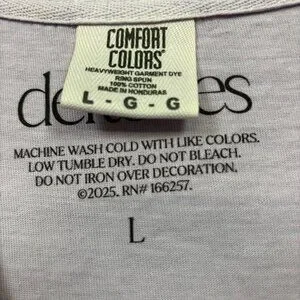 COMFORT
COLORS®
HEAVYWEIGHT GARMENT DYE
RING SPUN
100% COTTON
MADE IN HONDURAS
L - G - G
MACHINE WASH COLD WITH LIKE COLORS.
LOW TUMBLE DRY. DO NOT BLEACH.
DO NOT IRON OVER DECORATION.
©2025. RN# 166257.
L